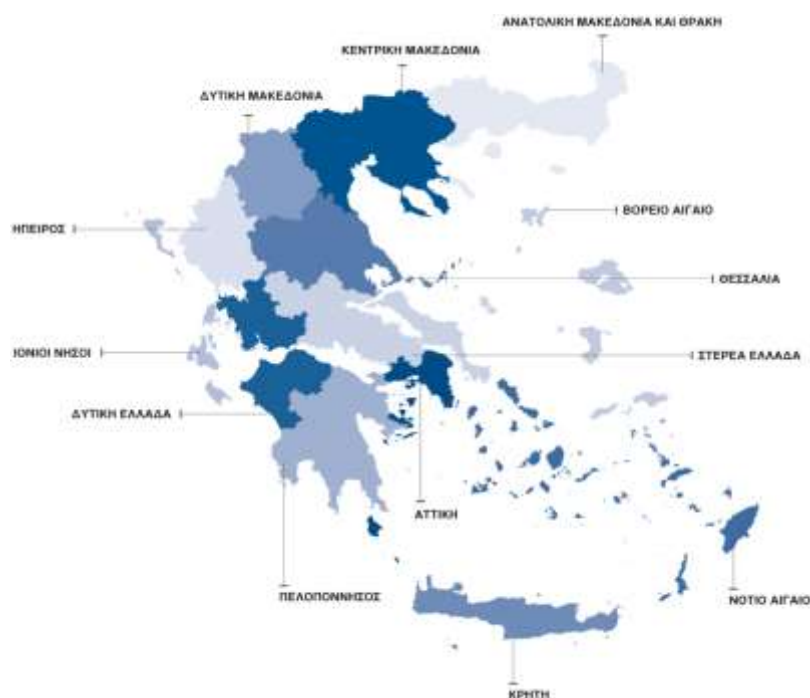 ΑΝΑΤΟΛΙΚΗ ΜΑΚΕΔΟΝΙΑ ΚΑΙ ΘΡΑΚΗ
ΚΕΝΤΡΙΚΗ ΜΑΚΕΔΟΝΙΑ
ΔΥΤΙΚΗ ΜΑΚΕΔΟΝΙΑ
ΒΟΡΕΙΟ ΑΙΓΑΙΟ
ΗΠΕΙΡΟΣ
ΘΕΣΣΑΛΙΑ
ΙΟΝΙΟΙ ΝΗΣΟΙ
ΣΤΕΡΕΑ ΕΛΛΑΔΑ
ΔΥΤΙΚΗ ΕΛΛΑΔΑ
ΑΤΤΙΚΗ
ΠΕΛΟΠΟΝΝΗΣΟΣ
ΝΟΤΙΟ ΑΙΓΑΙΟ
ΚΡΗΤΗ